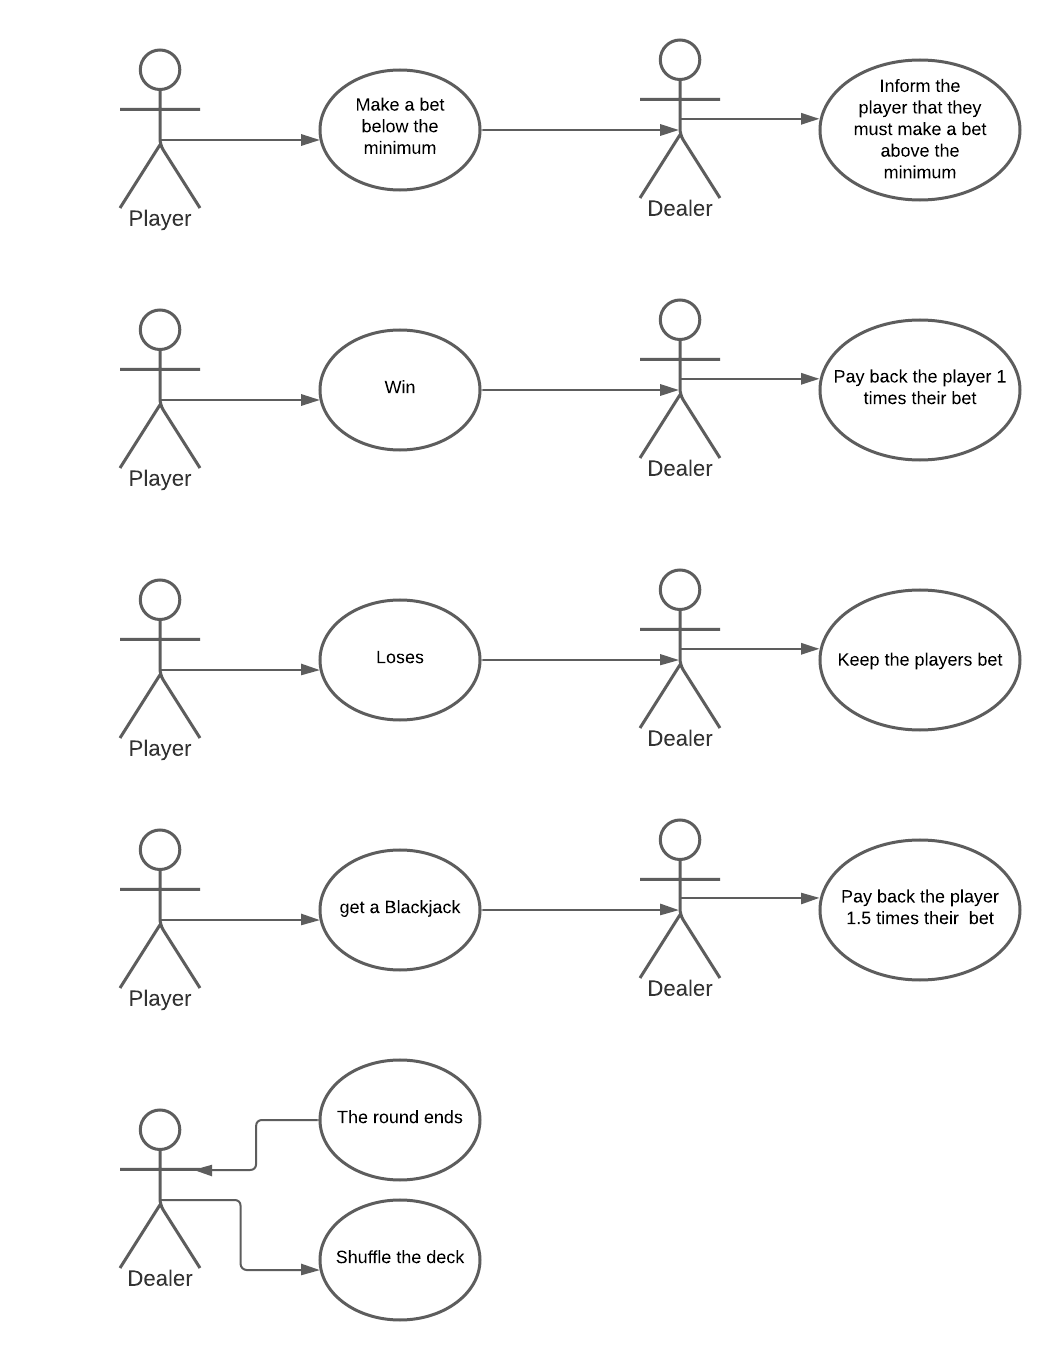 Make a bet
below the
minimum
Inform the
player that they
must make a bet
above the
minimum
Player
Dealer
Win
Pay back the player 1
times their bet
Player
Dealer
Loses
Keep the players bet
Player
Dealer
get a Blackjack
Pay back the player
1.5 times their  bet
Player
Dealer
The round ends
Shuffle the deck
Dealer